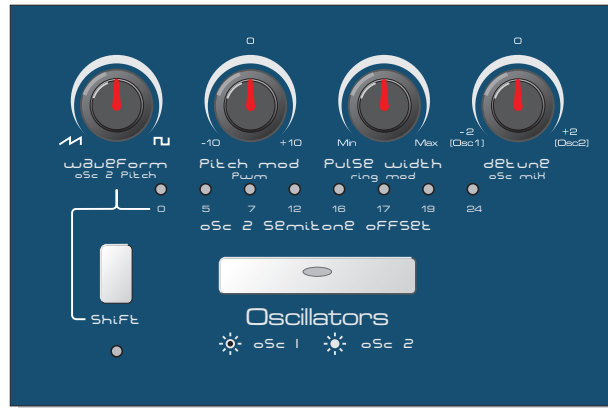 0
-10 +10 Min Max -2 +2
[Osc1] [Osc2]
waveform Pitch mod Pulse width detune
oSc 2 Pitch Pwm ring mod oSc mix
0 5 7 12 16 17 19 24
oSc 2 Semitone oFFSet
0
ShiFt
Oscillators
oSc 1 oSc 2